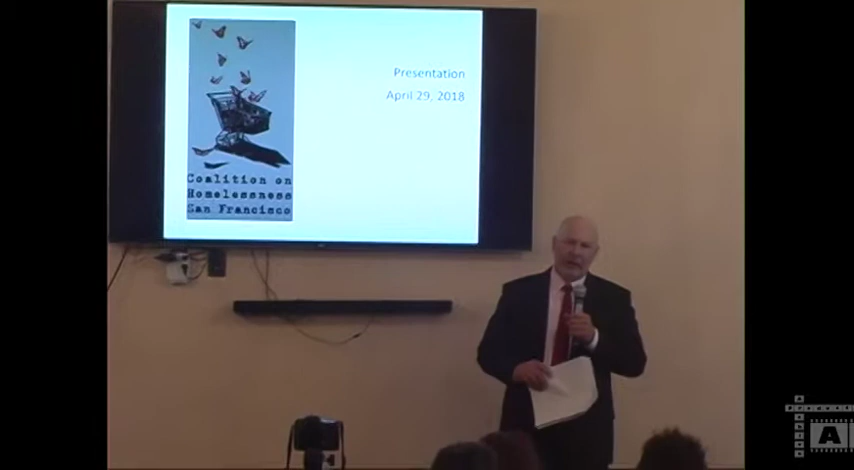 Presentation
April 29, 2018
Coalition on
Homelessness
San Francisco
A